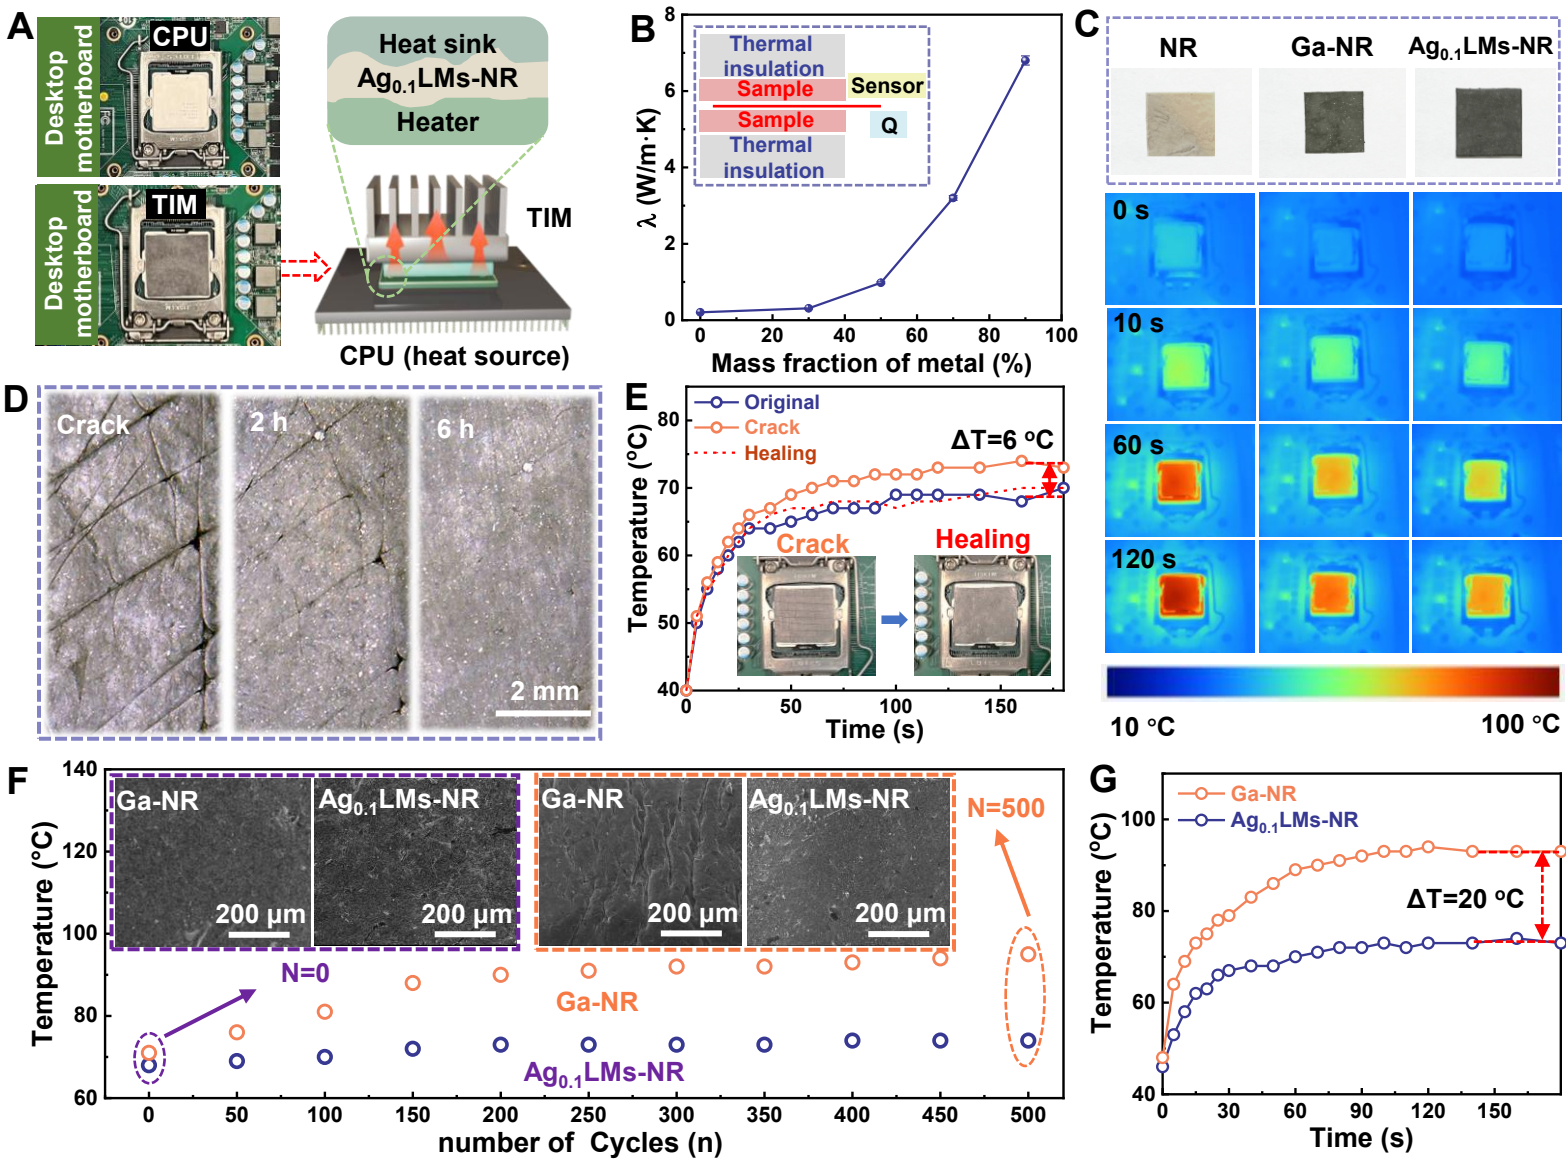 A
Desktop
motherboard
CPU
Desktop
motherboard
TIM
Heat sink
Ag0.1LMs-NR
Heater
TIM
CPU (heat source)
B
λ (W/m·K)
8
6
4
2
0
Thermal
insulation
Sample
Sensor
Sample
Q
Thermal
insulation
0 20 40 60 80 100
Mass fraction of metal (%)
C
NR Ga-NR Ag0.1LMs-NR
0 s
10 s
60 s
120 s
10 °C 100 °C
D
Crack
2 h
6 h
2 mm
E
Temperature (°C)
80
70
60
50
40
Original
Crack
Healing
ΔT=6 °C
Crack
Healing
0 50 100 150
Time (s)
F
Temperature (°C)
140
120
100
80
60
Ga-NR
200 μm
Ag0.1LMs-NR
200 μm
Ga-NR
200 μm
Ag0.1LMs-NR
200 μm
N=500
N=0
Ga-NR
Ag0.1LMs-NR
0 50 100 150 200 250 300 350 400 450 500
number of Cycles (n)
G
Temperature (°C)
100
80
60
40
Ga-NR
Ag0.1LMs-NR
ΔT=20 °C
0 30 60 90 120 150
Time (s)